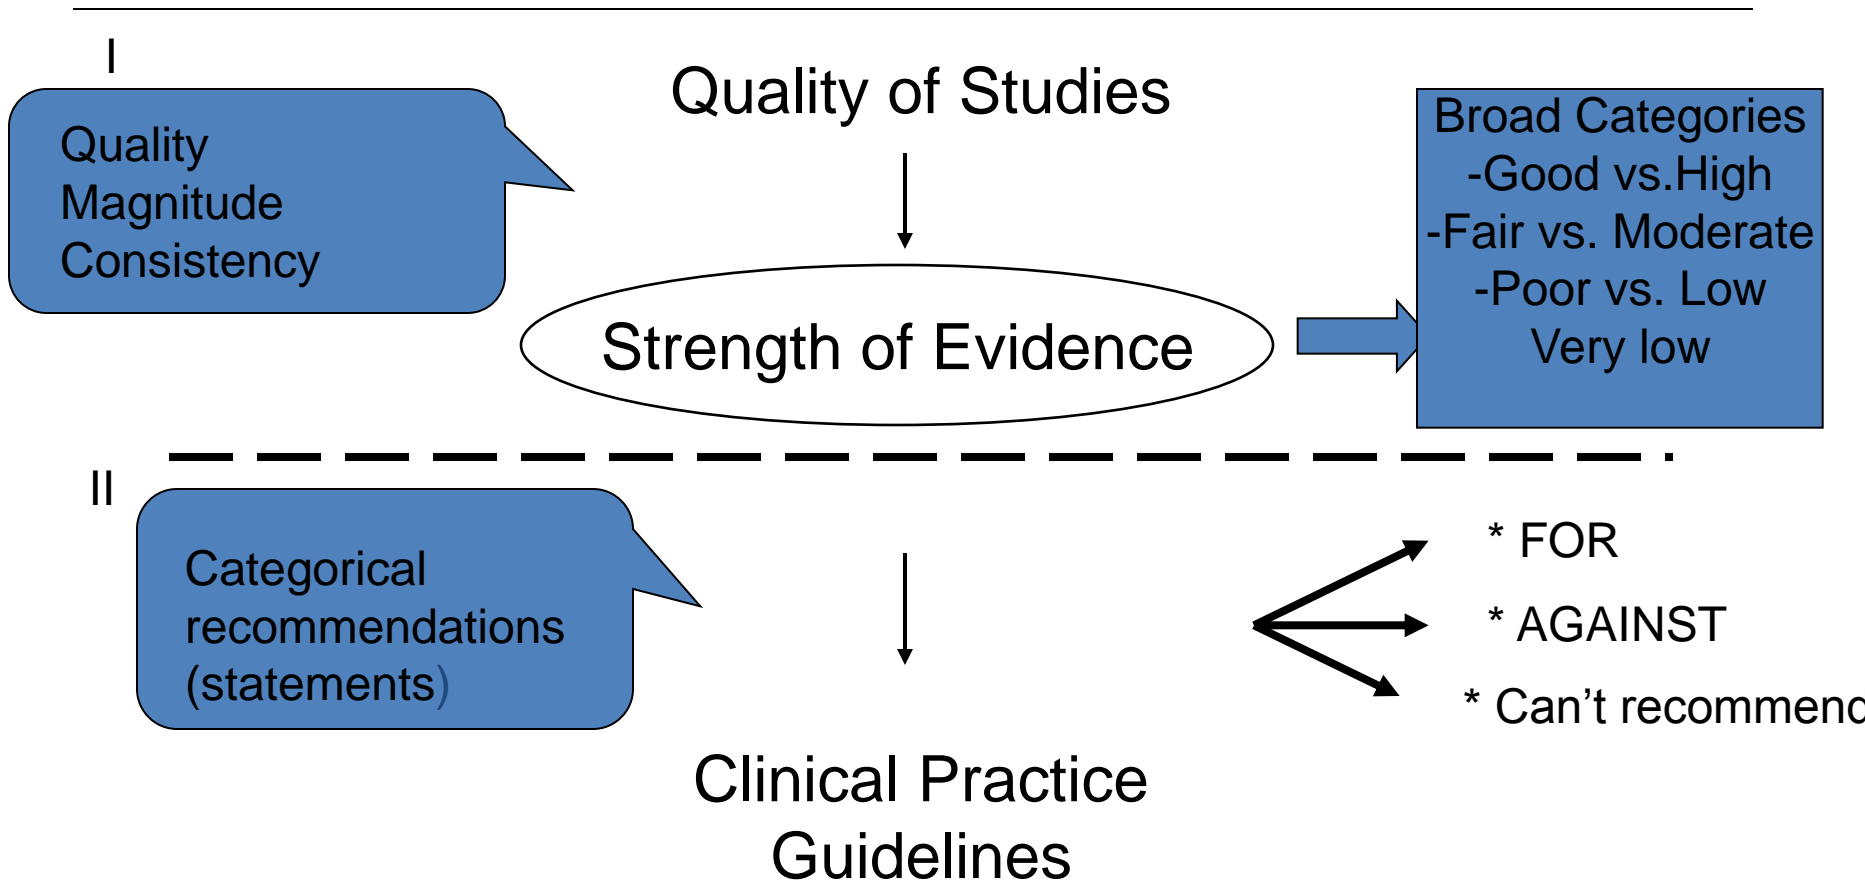 I
Quality of Studies
Quality
Magnitude
Consistency
Broad Categories
-Good vs.High
-Fair vs. Moderate
-Poor vs. Low
Very low
Strength of Evidence
II
Categorical
recommendations
(statements)
* FOR
* AGAINST
* Can’t recommend
Clinical Practice
Guidelines